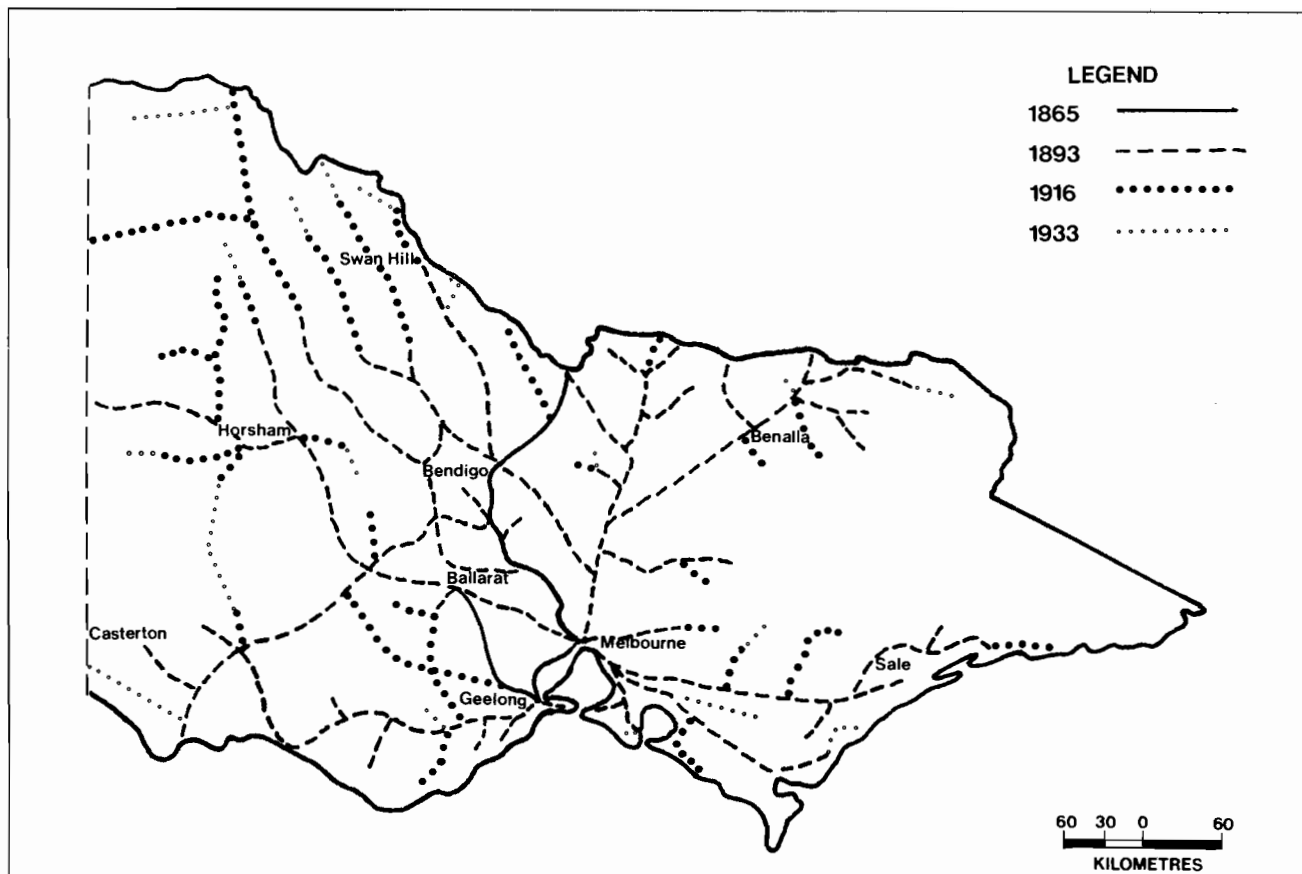 LEGEND
1865
1893
1916
1933
Swan Hill
Horsham
Benalla
Bendigo
Ballarat
Casterton
Melbourne
Sale
Geelong
60 30 0 60
KILOMETRES